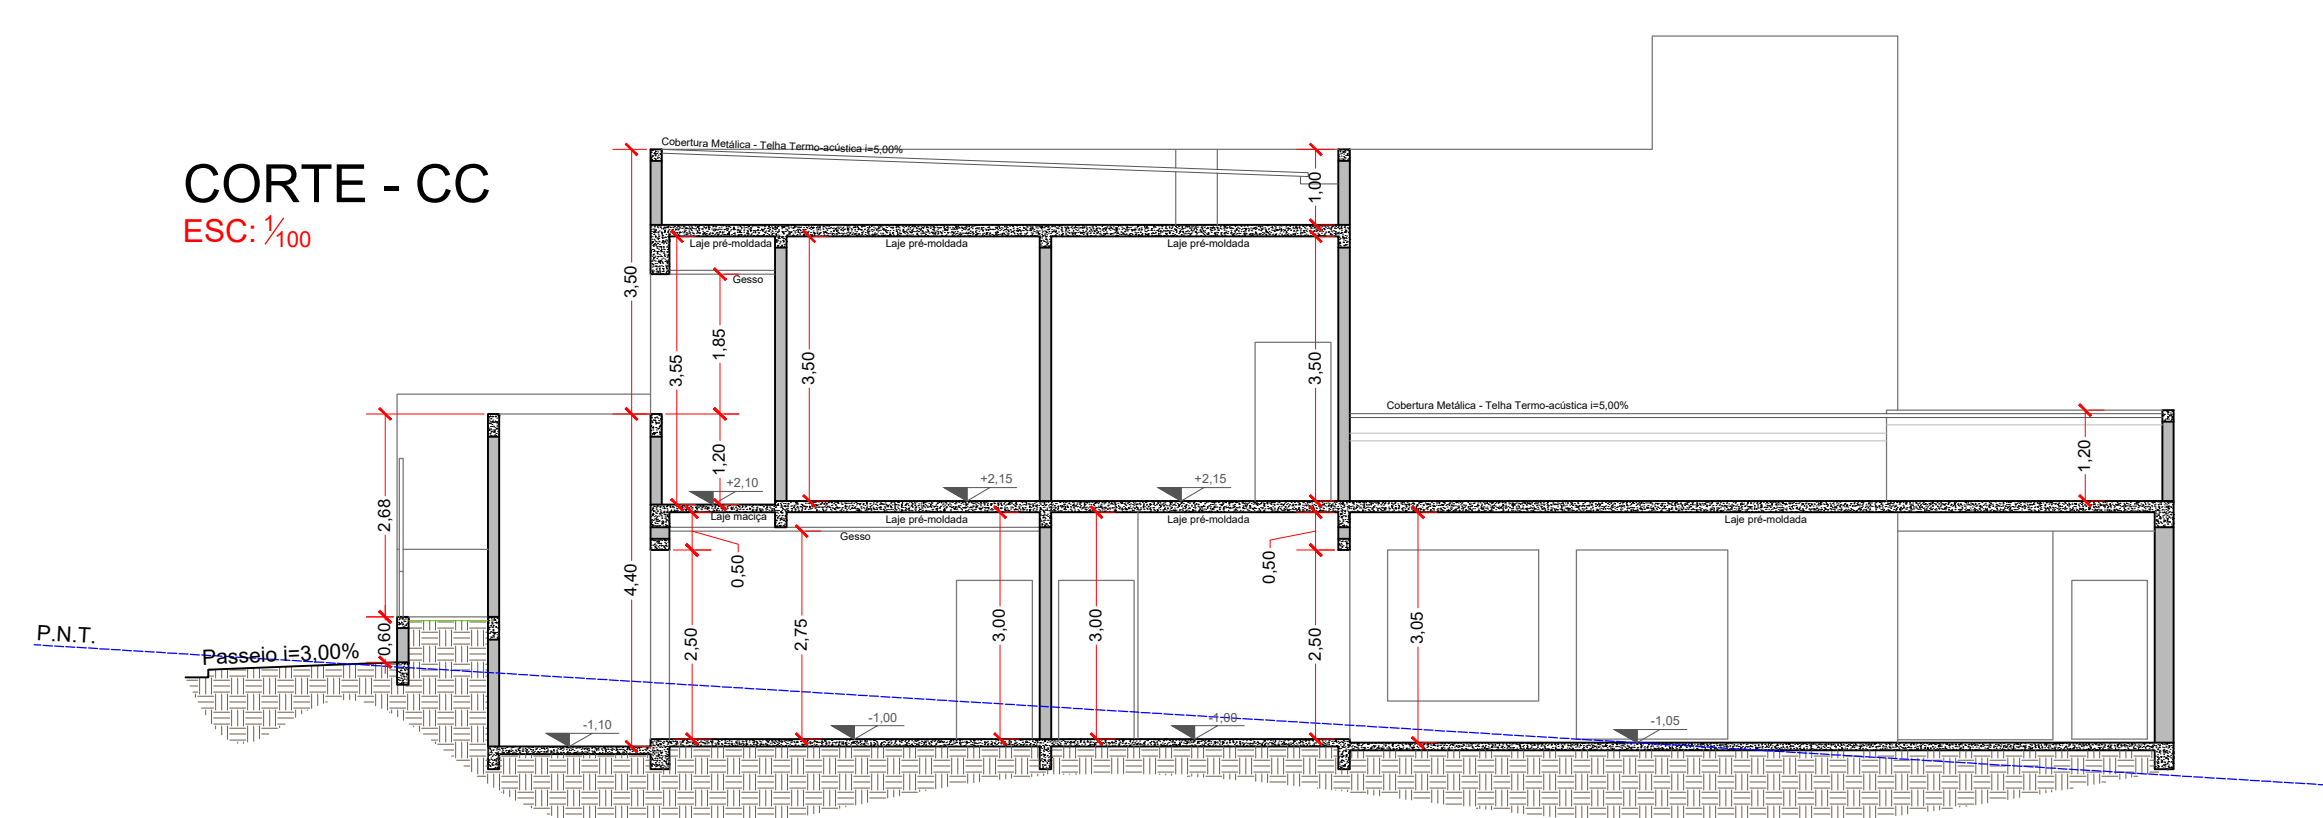 CORTE - CC
ESC: 1/100
Cobertura Metálica - Telha Termo-acústica i=5,00%
1,00
Laje pré-moldada
Laje pré-moldada
Laje pré-moldada
Gesso
3,50
1,85
3,55
3,50
3,50
Cobertura Metálica - Telha Termo-acústica i=5,00%
1,20
1,20
+2,10
+2,15
+2,15
2,68
Laje maciça
Laje pré-moldada
Laje pré-moldada
Laje pré-moldada
Gesso
0,50
0,50
4,40
2,50
2,75
3,00
3,00
2,50
3,05
P.N.T.
Passeio i=3,00%
0,60
-1,10
-1,00
-1,00
-1,05